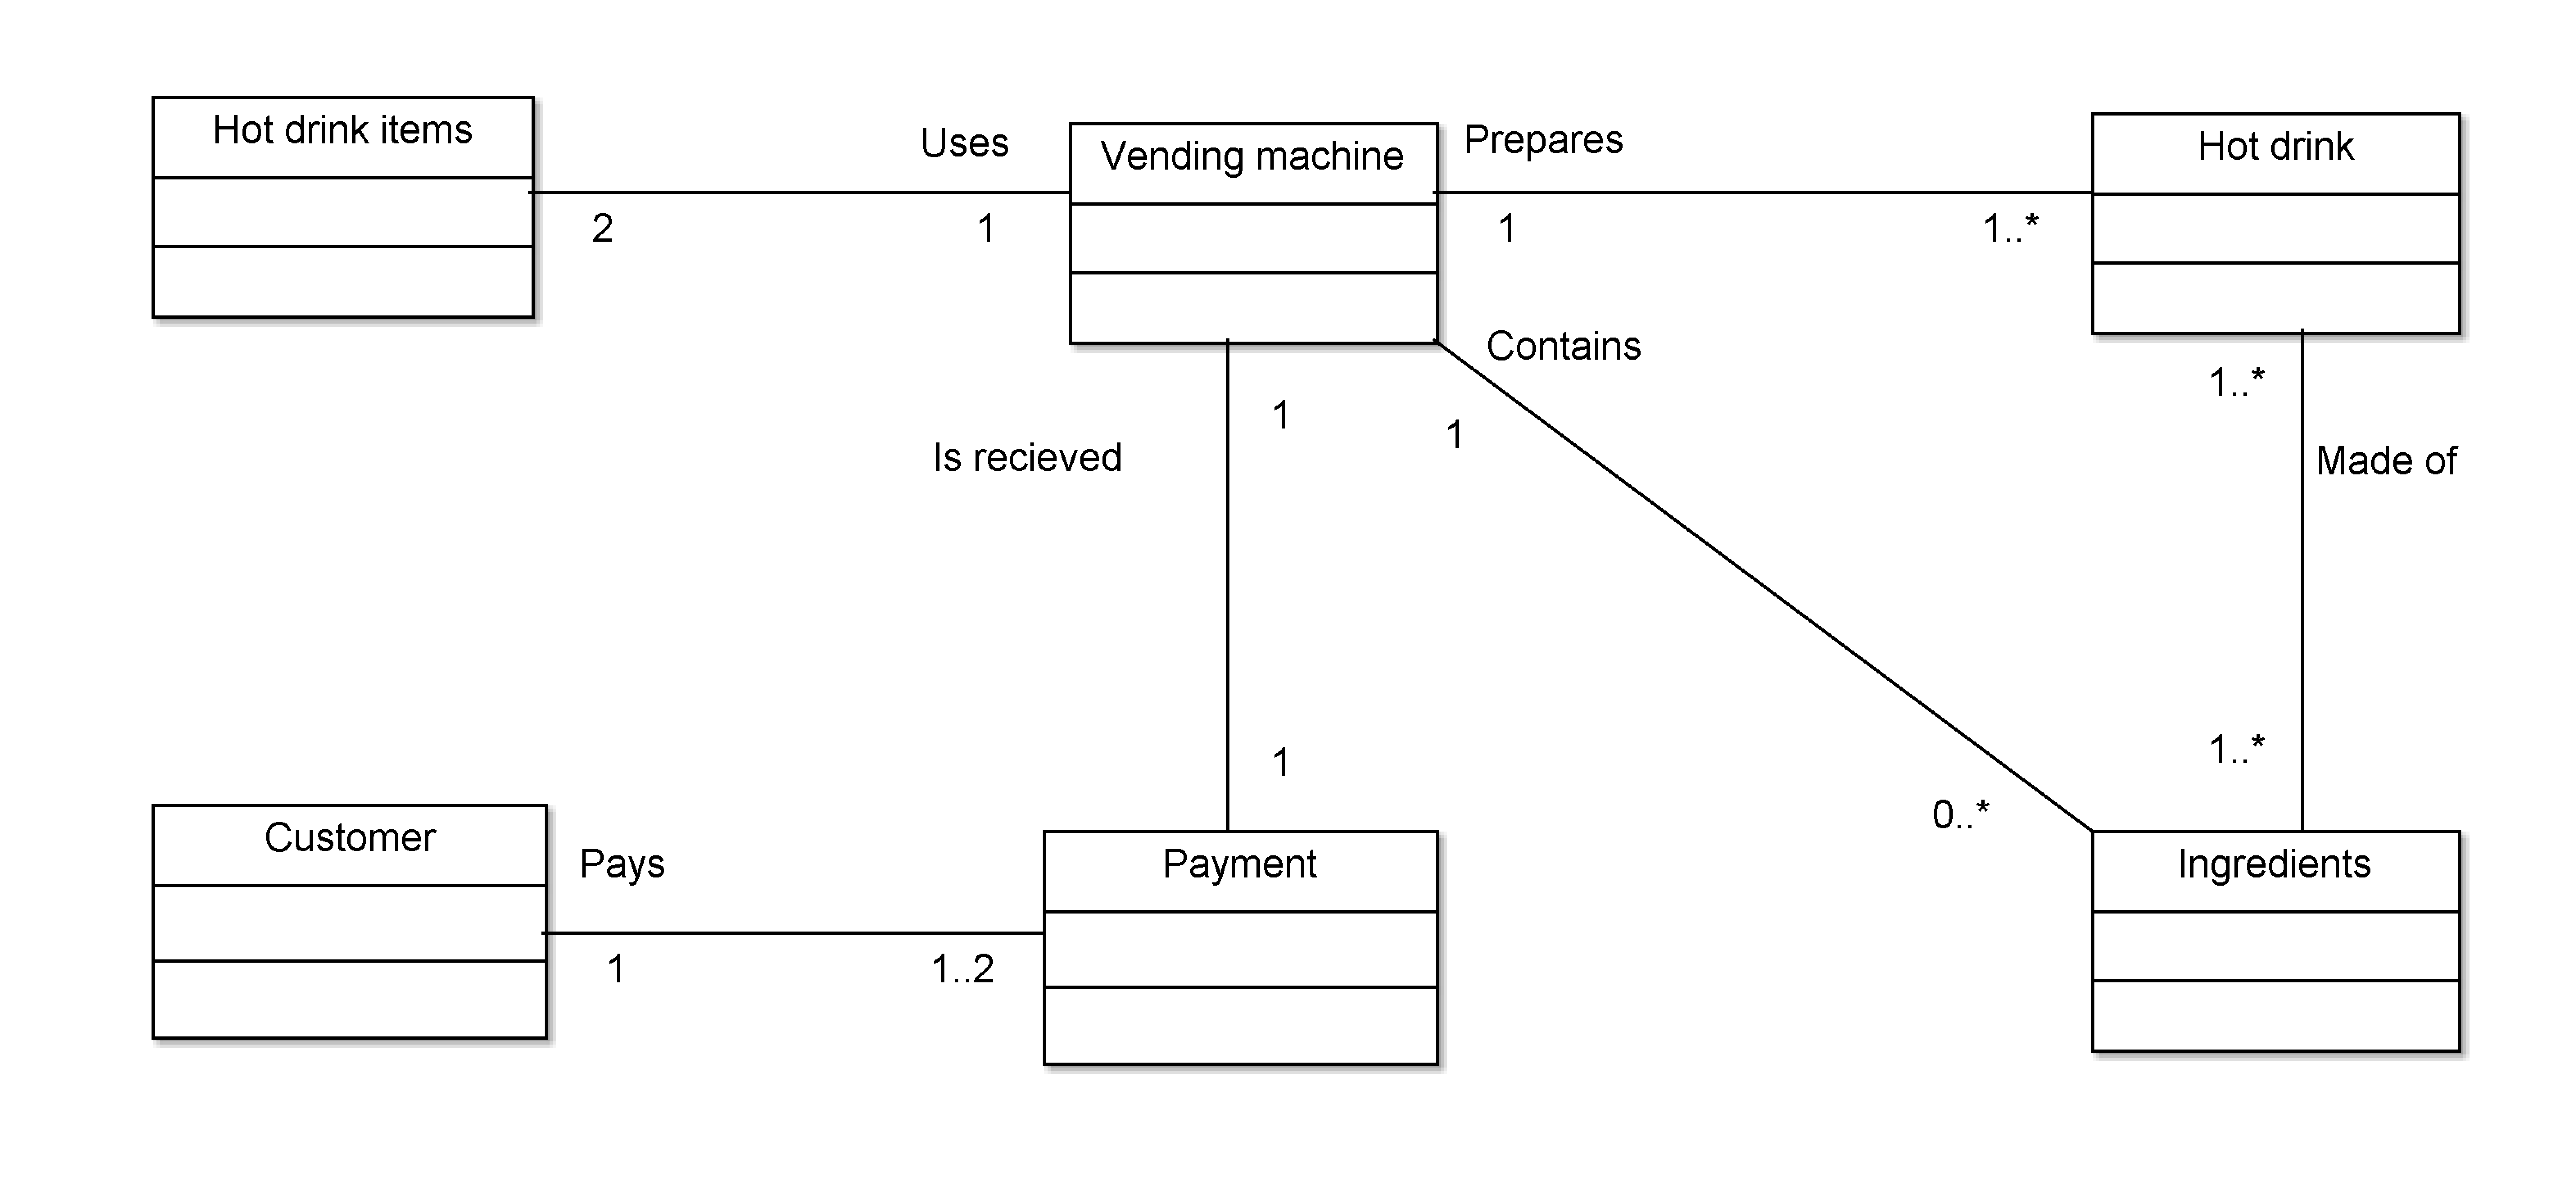 Hot drink items
Uses
Vending machine
Prepares
Hot drink
2
1
1
1..*
Contains
1..*
1
1
Is recieved
Made of
1
1..*
0..*
Customer
Pays
Payment
Ingredients
1
1..2